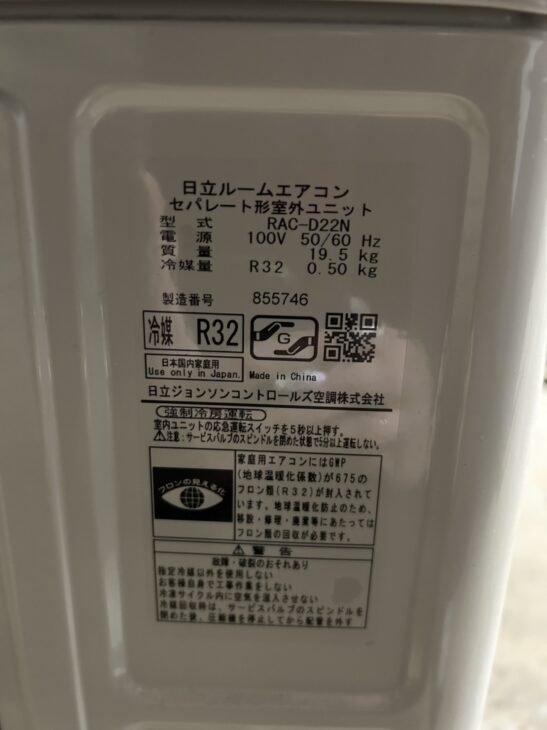 日立ルームエアコン
セパレート形室外ユニット
型式 RAC-D22N
電源 100V 50/60 Hz
質量 19.5 kg
冷媒量 R32 0.50 kg
製造番号 855746
冷媒 R32
G
日本国内家庭用
Use only in Japan.
Made in China
日立ジョンソンコントロールズ空調株式会社
強制冷房運転
室内ユニットの応急運転スイッチを5秒以上押す。
⚠注意:サービスバルブのスピンドルを閉めた状態で5分以上運転しない。
フロンの見える化
家庭用エアコンにはGWP
(地球温暖化係数)が675の
フロン類(R32)が封入されて
います。地球温暖化防止のため、
移設・修理・廃棄等にあたっては
フロン類の回収が必要です。
⚠警告
故障・破裂のおそれあり
指定冷媒以外を使用しない
お客様自身で工事作業をしない
冷凍サイクル内に空気を混入させない
冷媒回収時は、サービスバルブのスピンドルを
閉めた後、圧縮機を停止してから配管を外す